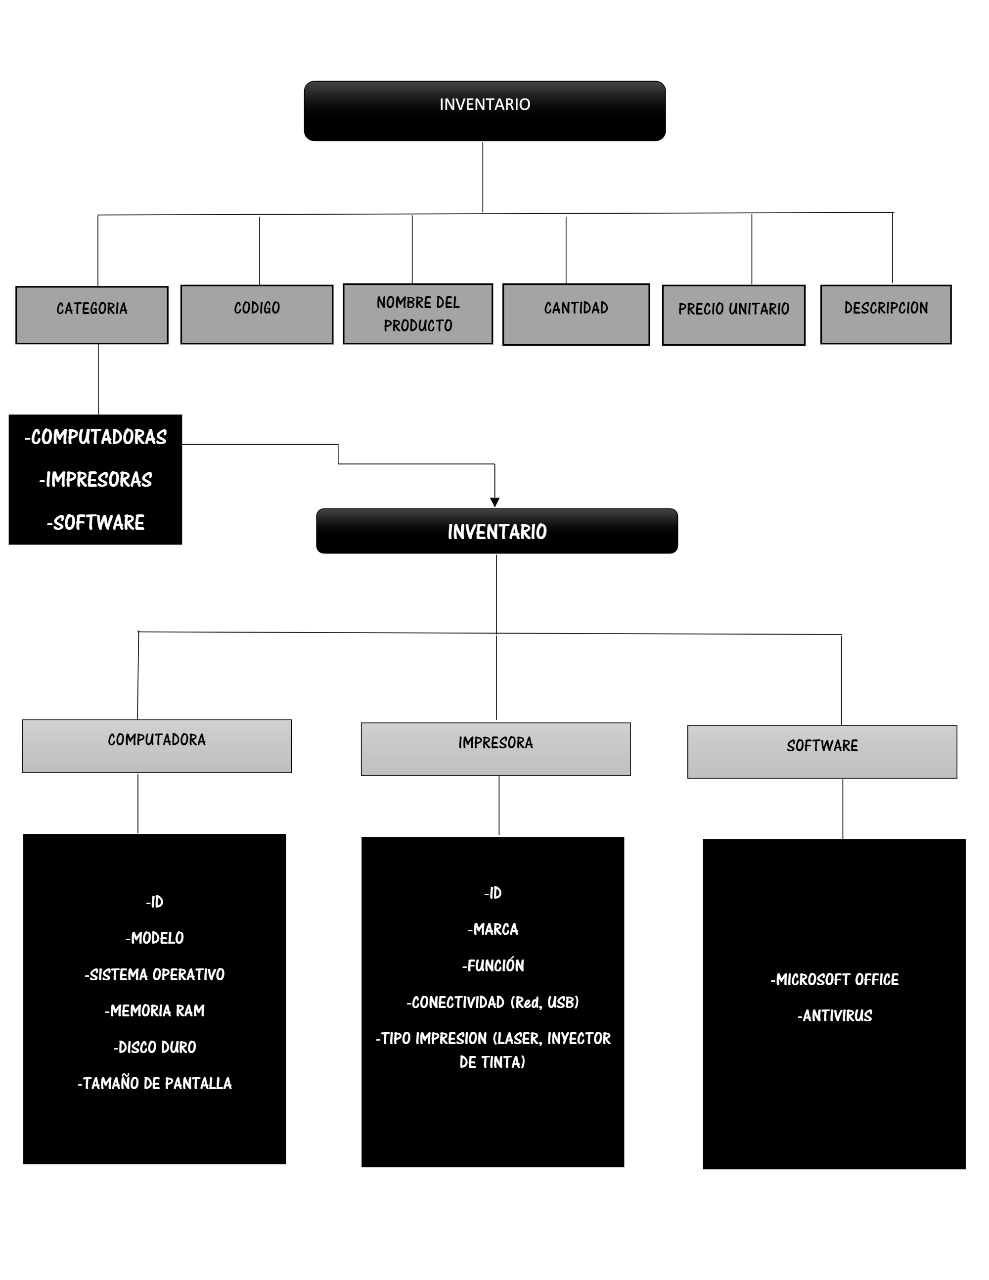 INVENTARIO
CATEGORIA
CODIGO
NOMBRE DEL
PRODUCTO
CANTIDAD
PRECIO UNITARIO
DESCRIPCION
-COMPUTADORAS
-IMPRESORAS
-SOFTWARE
INVENTARIO
COMPUTADORA
IMPRESORA
SOFTWARE
-ID
-MODELO
-SISTEMA OPERATIVO
-MEMORIA RAM
-DISCO DURO
-TAMAÑO DE PANTALLA
-ID
-MARCA
-FUNCIÓN
-CONECTIVIDAD (Red, USB)
-TIPO IMPRESION (LASER, INYECTOR
DE TINTA)
-MICROSOFT OFFICE
-ANTIVIRUS